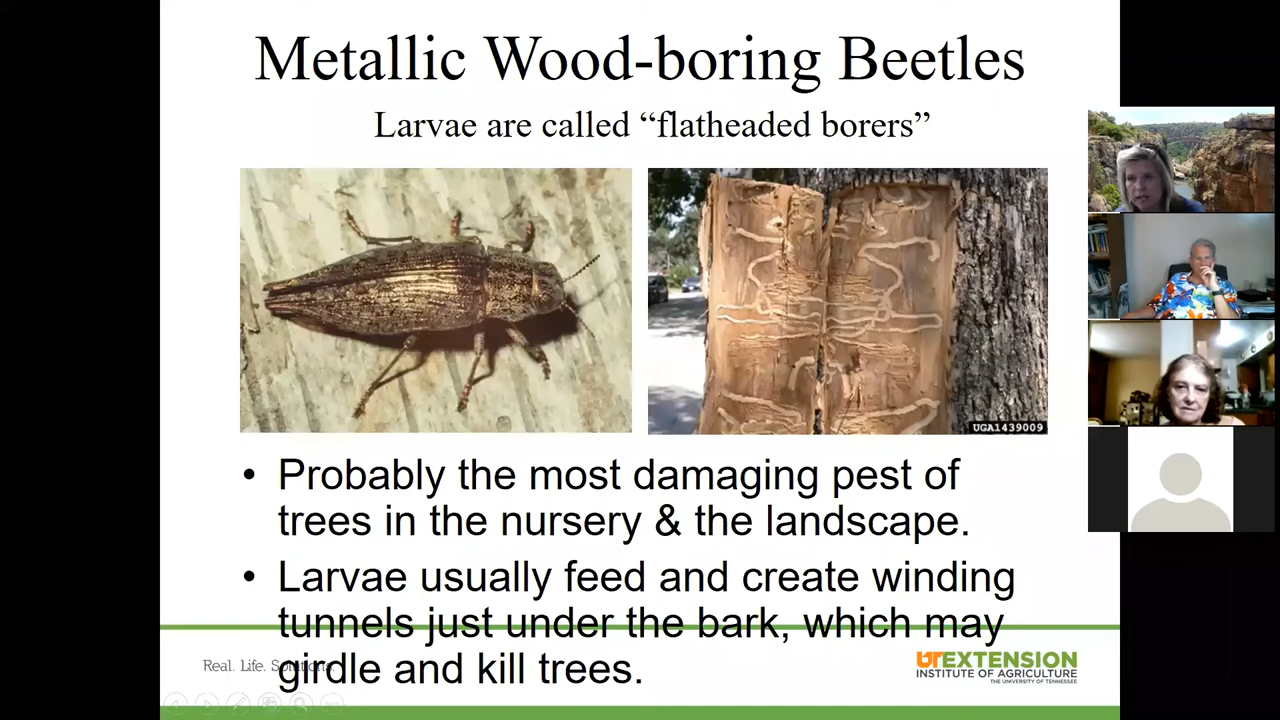 Metallic Wood-boring Beetles
Larvae are called “flatheaded borers”
UGA1439009
• Probably the most damaging pest of
trees in the nursery & the landscape.
• Larvae usually feed and create winding
tunnels just under the bark, which may
girdle and kill trees.
Real. Life. Solutions.
UT EXTENSION
INSTITUTE OF AGRICULTURE
THE UNIVERSITY OF TENNESSEE